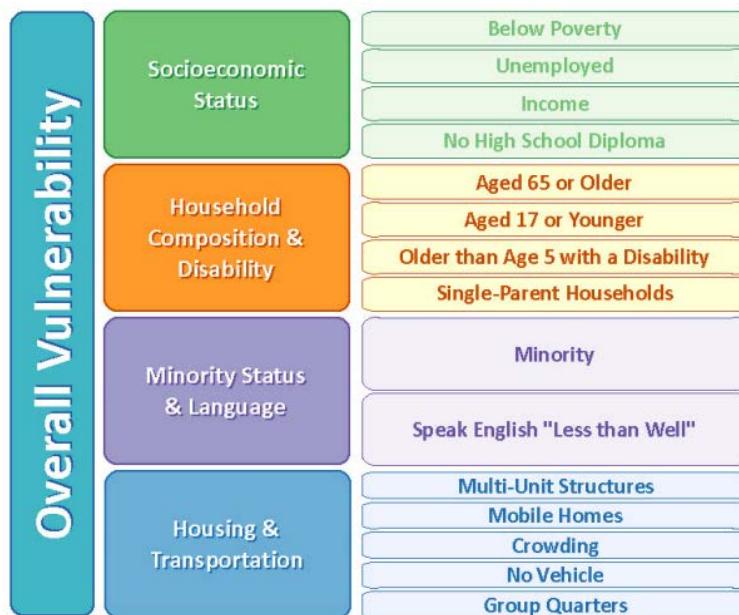 Overall Vulnerability
Socioeconomic
Status
Below Poverty
Unemployed
Income
No High School Diploma
Household
Composition &
Disability
Aged 65 or Older
Aged 17 or Younger
Older than Age 5 with a Disability
Single-Parent Households
Minority Status
& Language
Minority
Speak English "Less than Well"
Housing &
Transportation
Multi-Unit Structures
Mobile Homes
Crowding
No Vehicle
Group Quarters